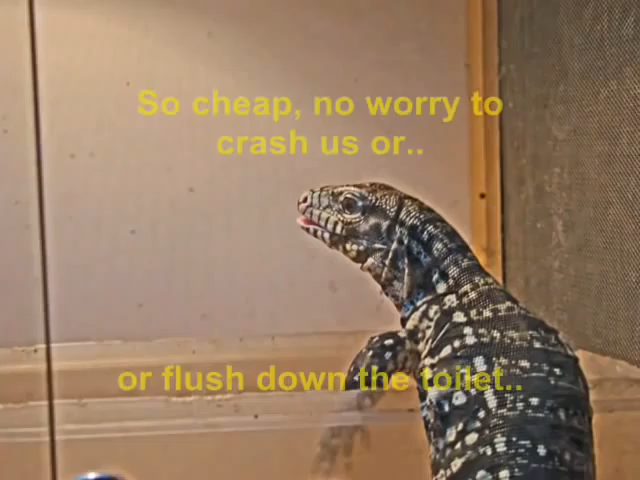 So cheap, no worry to
crash us or..
or flush down the toilet..